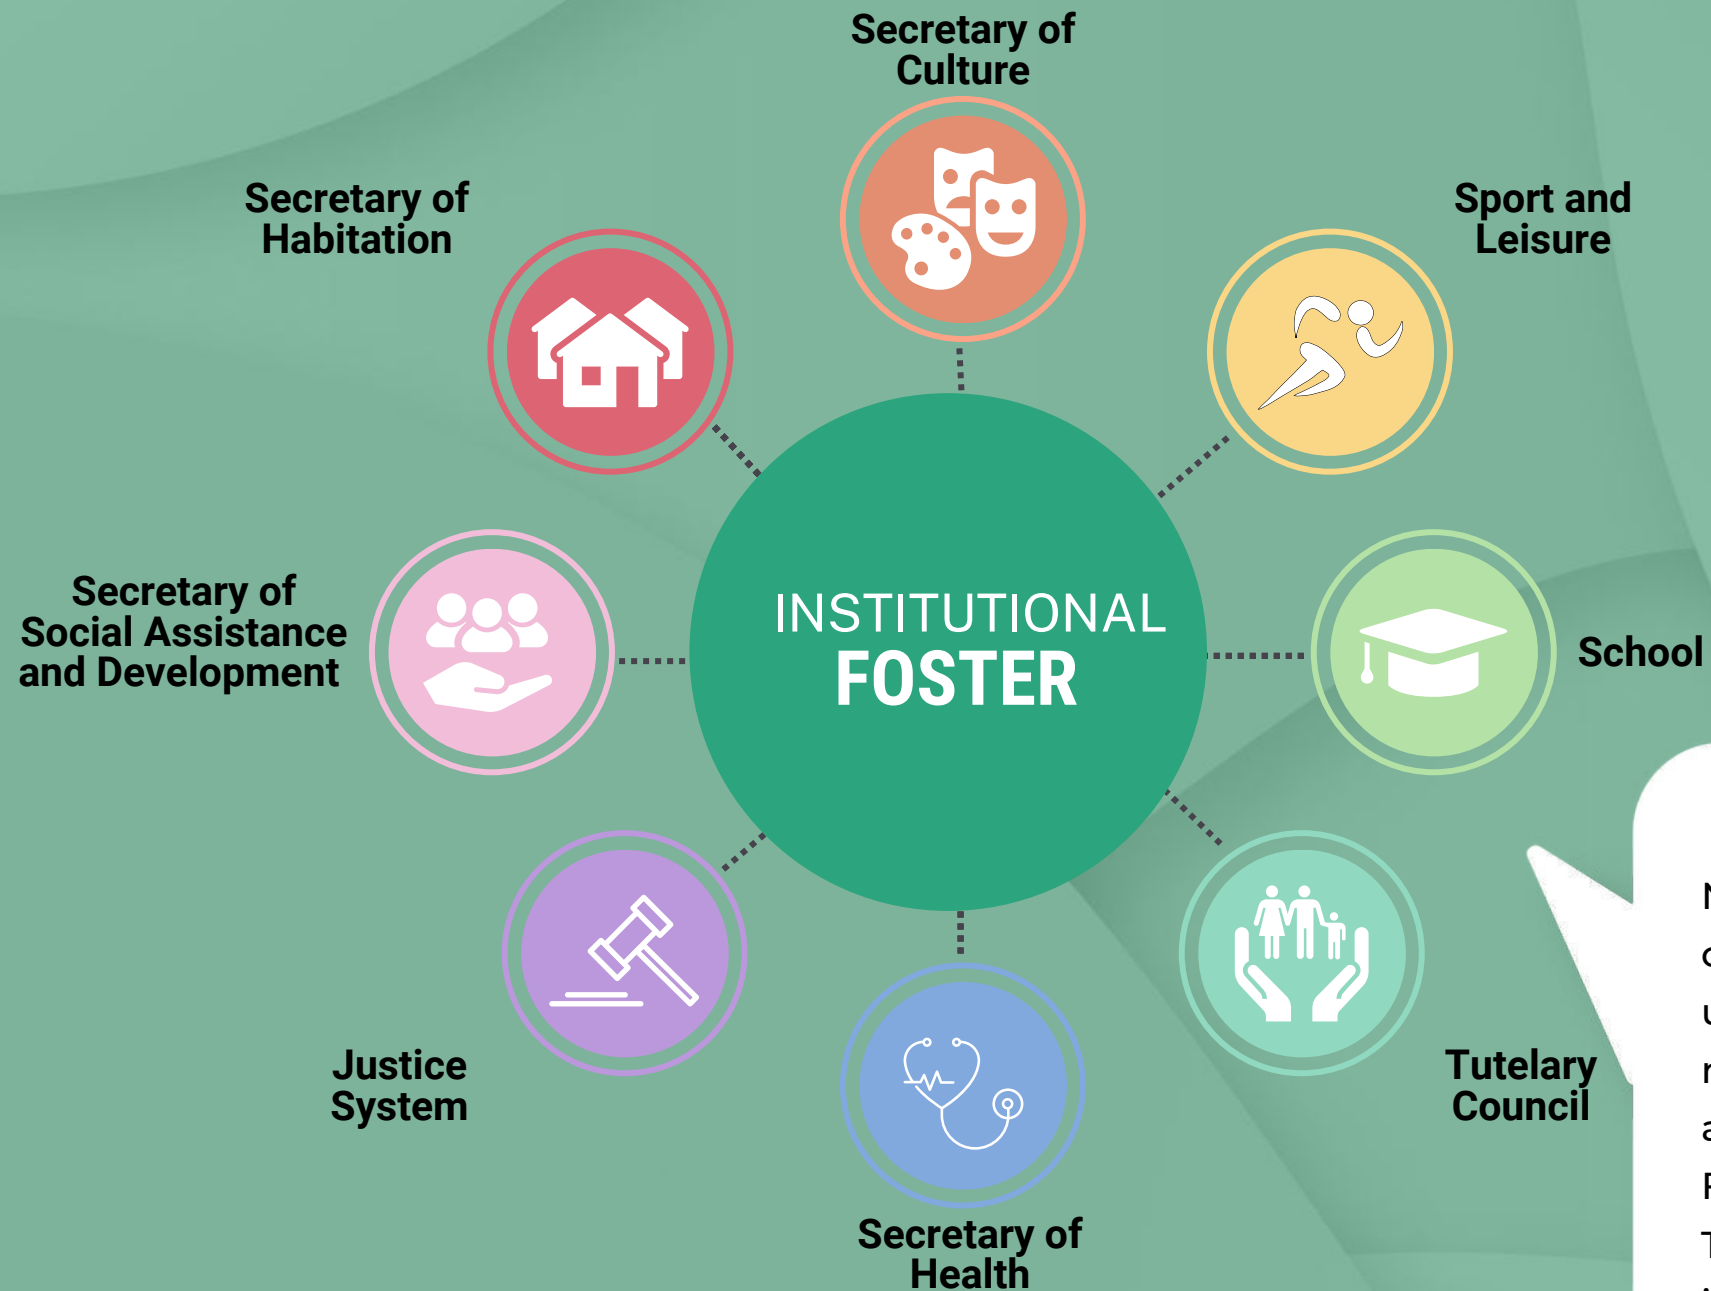 Secretary of
Culture
Secretary of
Habitation
Sport and
Leisure
Secretary of
Social Assistance
and Development
INSTITUTIONAL
FOSTER
School
Justice
System
Tutelary
Council
Secretary of
Health